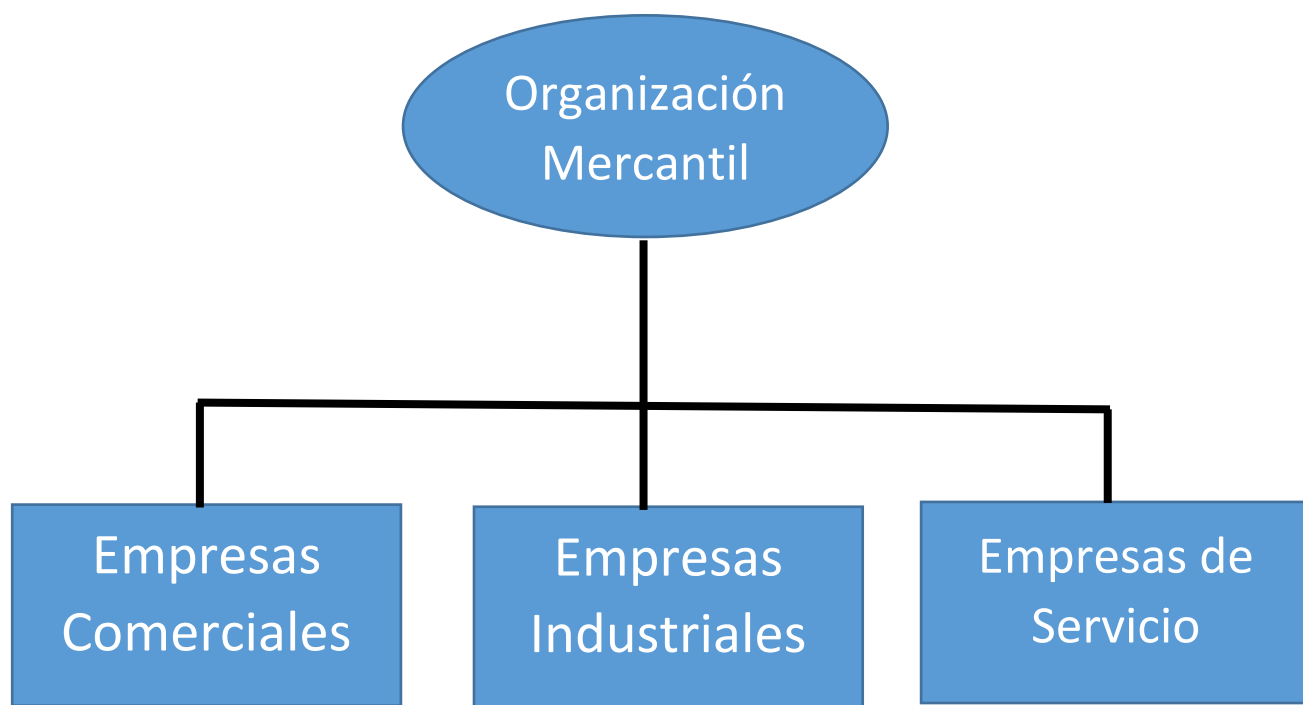 Organización
Mercantil
Empresas
Comerciales
Empresas
Industriales
Empresas de
Servicio